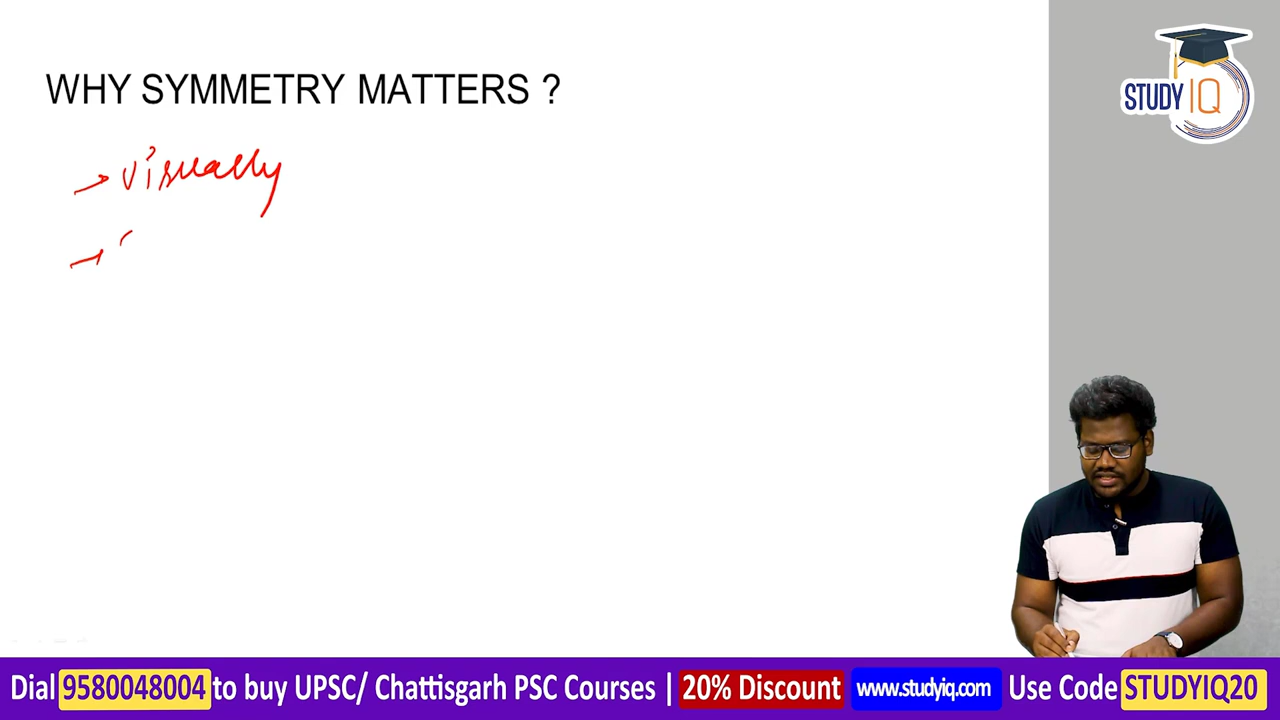 WHY SYMMETRY MATTERS ?
STUDY IQ
→ visually
→
Dial 9580048004 to buy UPSC/ Chattisgarh PSC Courses | 20% Discount www.studyiq.com Use Code STUDYIQ20